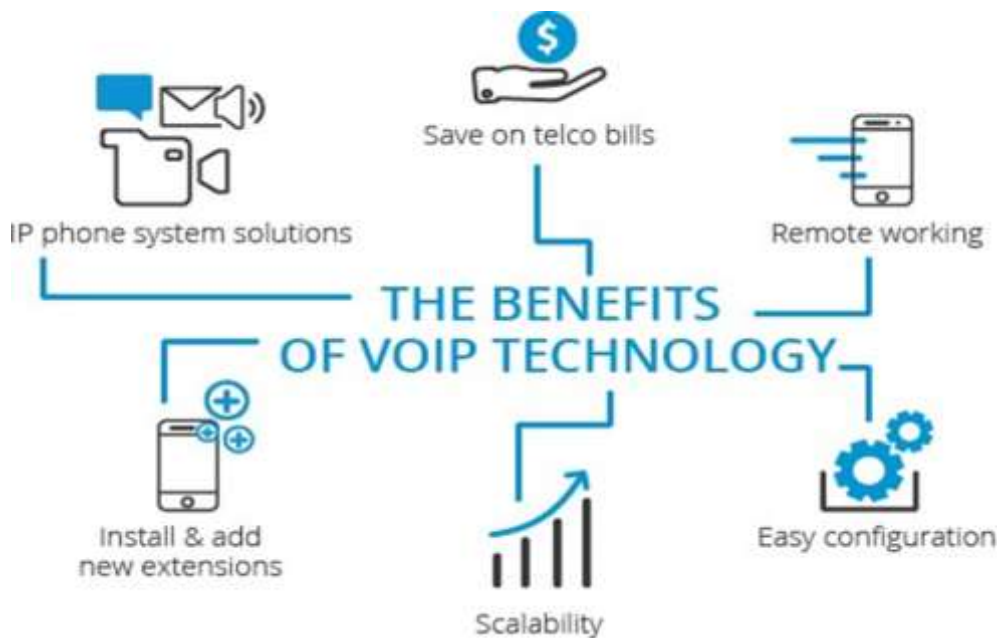 $
Save on telco bills
IP phone system solutions
Remote working
THE BENEFITS
OF VOIP TECHNOLOGY
Install & add
new extensions
Easy configuration
Scalability